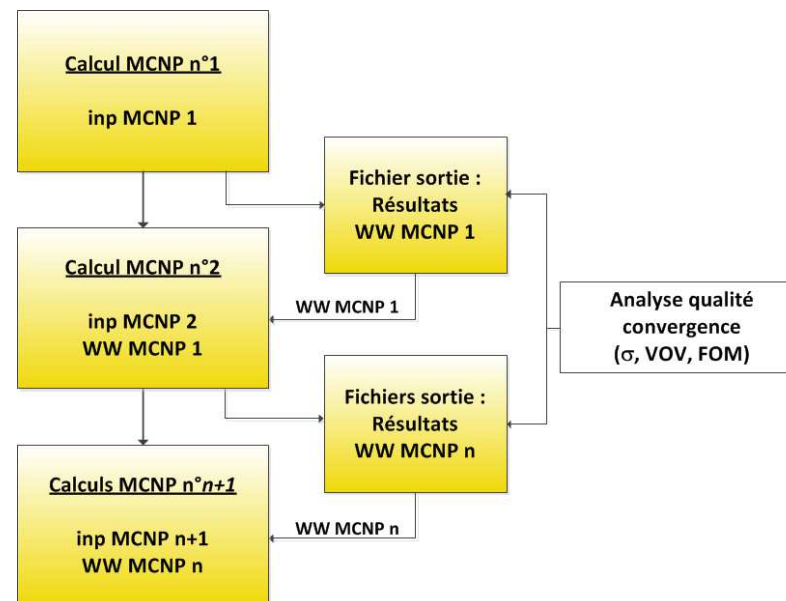 Calcul MCNP n°1
inp MCNP 1
Fichier sortie :
Résultats
WW MCNP 1
Calcul MCNP n°2
inp MCNP 2
WW MCNP 1
WW MCNP 1
Analyse qualité
convergence
(σ, VOV, FOM)
Fichiers sortie :
Résultats
WW MCNP n
Calculs MCNP n°n+1
inp MCNP n+1
WW MCNP n
WW MCNP n